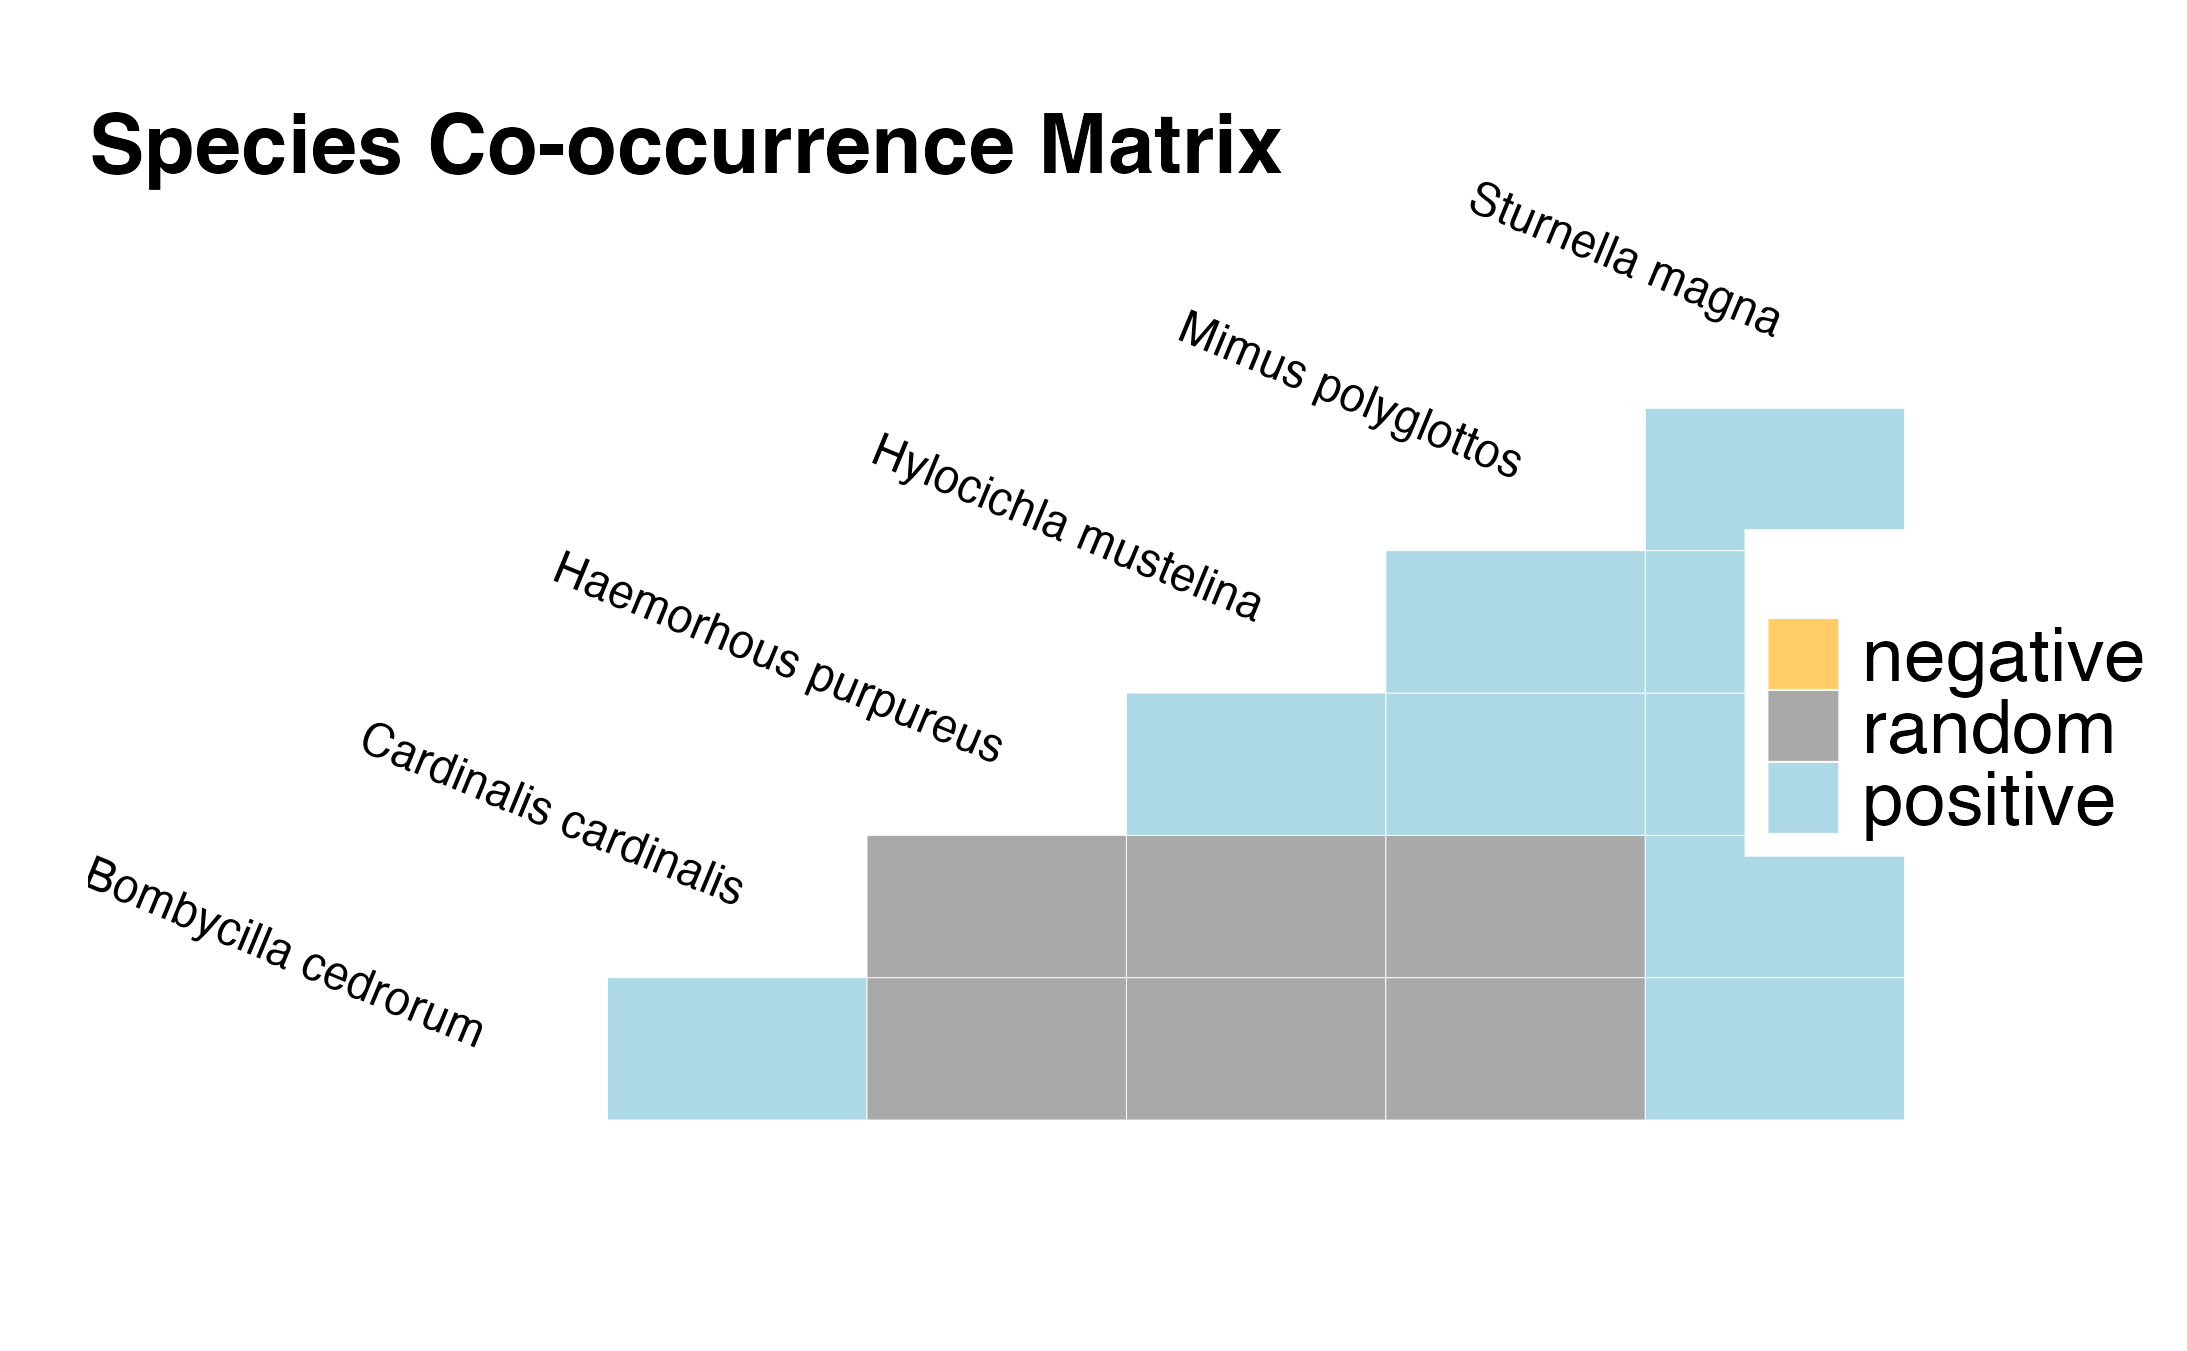 Species Co-occurrence Matrix
Sturnella magna
Mimus polyglottos
Hylocichla mustelina
Haemorhous purpureus
Cardinalis cardinalis
Bombycilla cedrorum
negative
random
positive